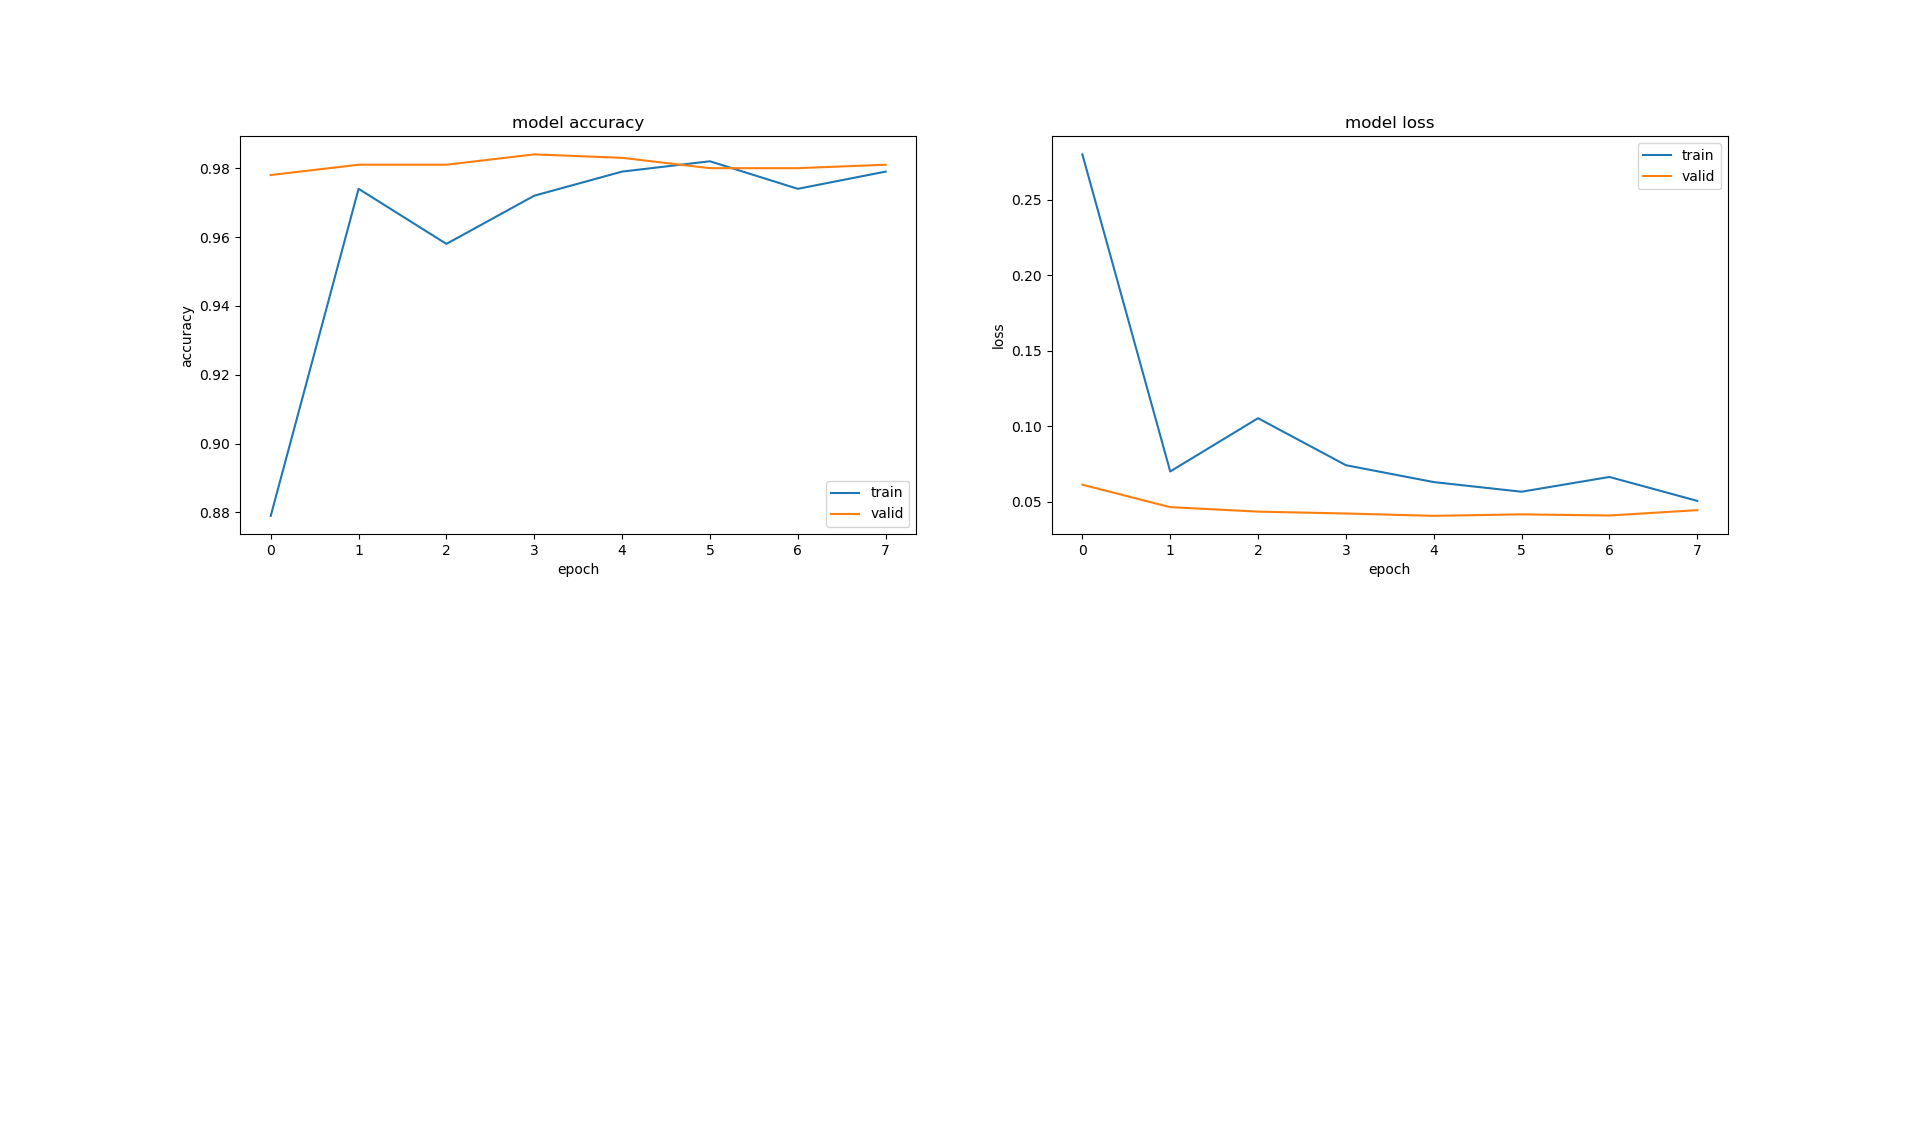 model accuracy
accuracy
0.98
0.96
0.94
0.92
0.90
0.88
train
valid
0 1 2 3 4 5 6 7
epoch
model loss
loss
0.25
0.20
0.15
0.10
0.05
train
valid
0 1 2 3 4 5 6 7
epoch